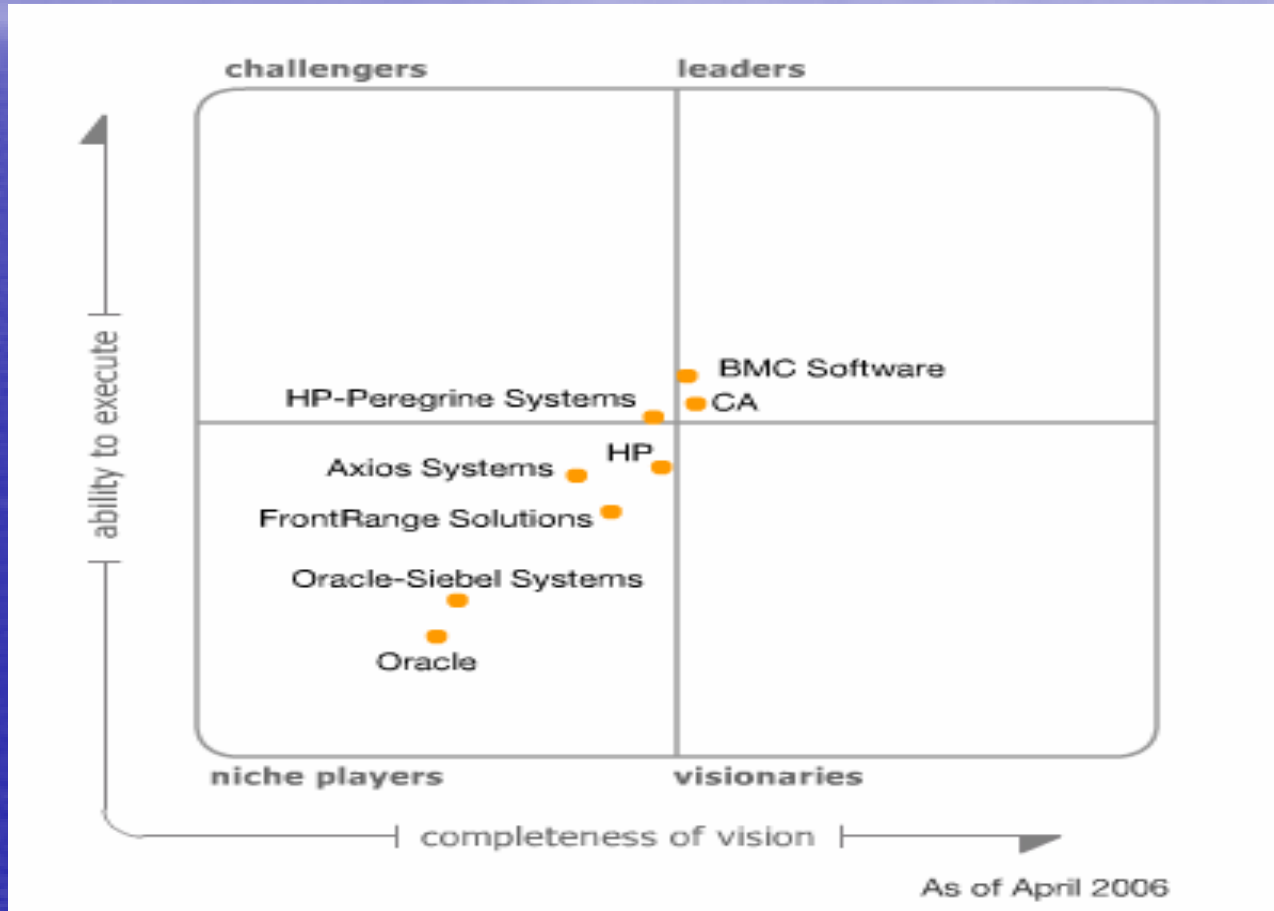 challengers
leaders
ability to execute
BMC Software
HP-Peregrine Systems
CA
HP
Axios Systems
FrontRange Solutions
Oracle-Siebel Systems
Oracle
niche players
visionaries
completeness of vision
As of April 2006